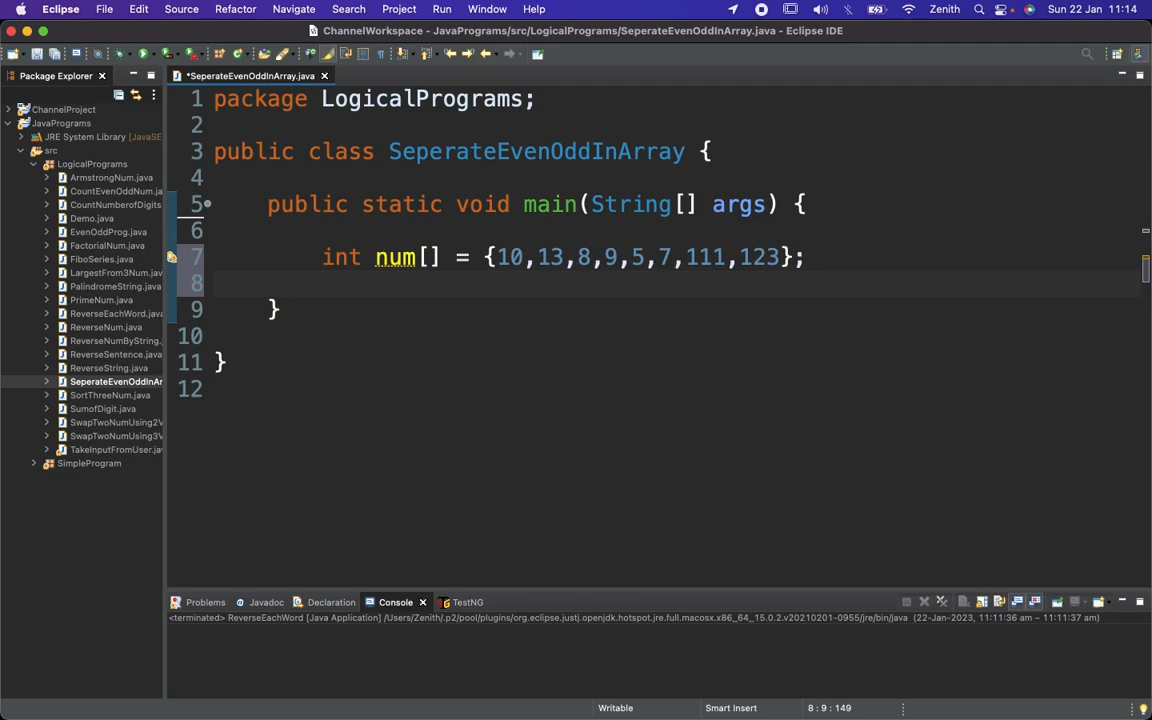 Eclipse File Edit Source Refactor Navigate Search Project Run Window Help Zenith Sun 22 Jan 11:14
ChannelWorkspace - JavaPrograms/src/LogicalPrograms/SeperateEvenOddInArray.java - Eclipse IDE
Package Explorer
*SeperateEvenOddInArray.java
ChannelProject
JavaPrograms
JRE System Library [JavaSE
src
LogicalPrograms
ArmstrongNum.java
CountEvenOddNum.ja
CountNumberofDigits
Demo.java
EvenOddProg.java
FactorialNum.java
FiboSeries.java
LargestFrom3Num.java
PalindromeString.java
PrimeNum.java
ReverseEachWord.java
ReverseNum.java
ReverseNumByString.
ReverseSentence.java
ReverseString.java
SeperateEvenOddInAr
SortThreeNum.java
SumofDigit.java
SwapTwoNumUsing2V
SwapTwoNumUsing3V
TakeInputFromUser.jav
SimpleProgram
1 package LogicalPrograms;
2
3 public class SeperateEvenOddInArray {
4
5 public static void main(String[] args) {
6
7 int num[] = {10,13,8,9,5,7,111,123};
8
9 }
10
11 }
12
Problems Javadoc Declaration Console TestNG
<terminated> ReverseEachWord [Java Application] /Users/Zenith/.p2/pool/plugins/org.eclipse.justj.openjdk.hotspot.jre.full.macosx.x86_64_15.0.2.v20210201-0955/jre/bin/java (22-Jan-2023, 11:11:36 am – 11:11:37 am)
Writable Smart Insert 8 : 9 : 149